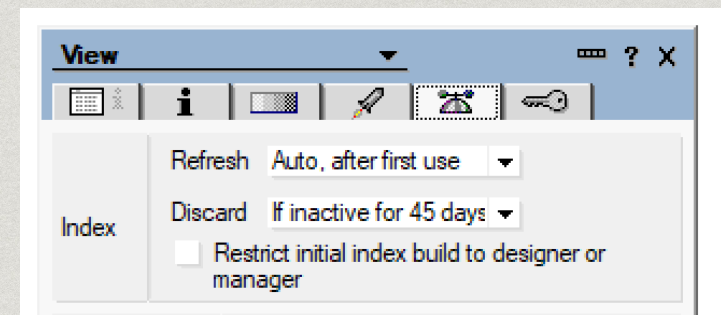 View
? X
i
Refresh Auto, after first use
Discard If inactive for 45 days
Index
Restrict initial index build to designer or
manager